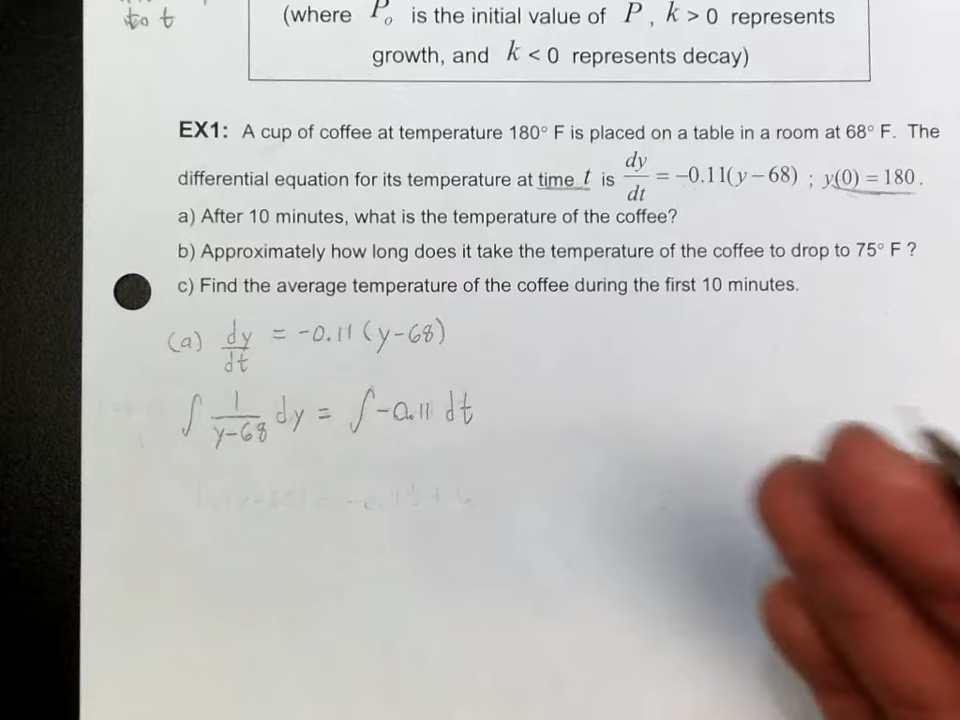 to t
(where P₀ is the initial value of P, k > 0 represents
growth, and k < 0 represents decay)
EX1: A cup of coffee at temperature 180° F is placed on a table in a room at 68° F. The
differential equation for its temperature at time t is dy/dt = −0.11(y − 68) ; y(0) = 180.
a) After 10 minutes, what is the temperature of the coffee?
b) Approximately how long does it take the temperature of the coffee to drop to 75° F ?
c) Find the average temperature of the coffee during the first 10 minutes.
(a) dy/dt = -0.11 (y-68)
∫ 1/(y-68) dy = ∫ -0.11 dt